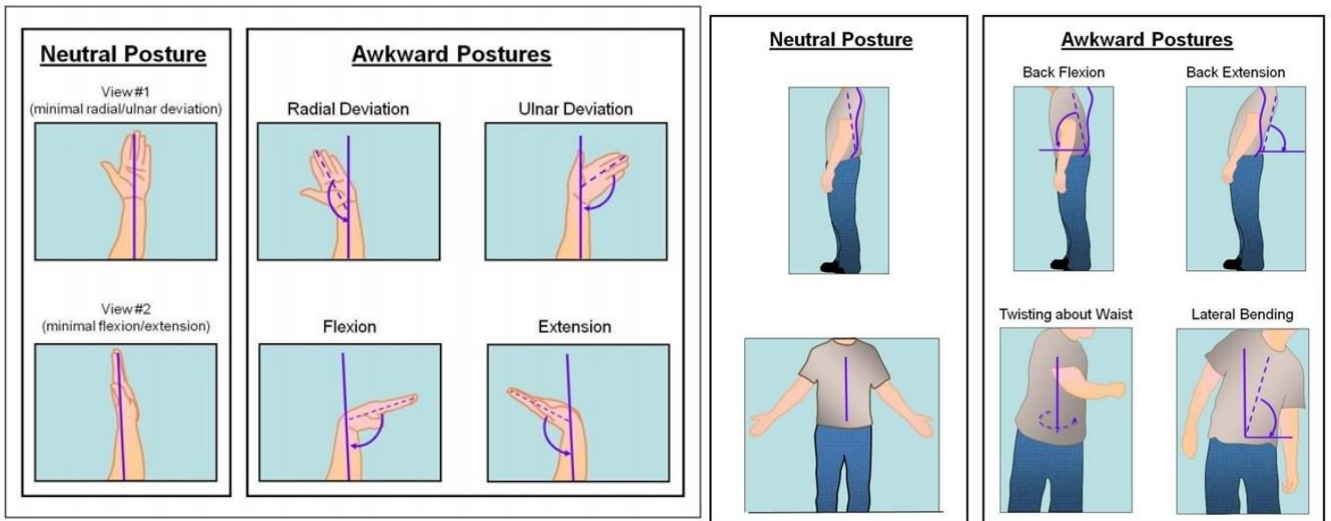 Neutral Posture
View #1
(minimal radial/ulnar deviation)
View #2
(minimal flexion/extension)
Awkward Postures
Radial Deviation
Ulnar Deviation
Flexion
Extension
Neutral Posture
Awkward Postures
Back Flexion
Back Extension
Twisting about Waist
Lateral Bending